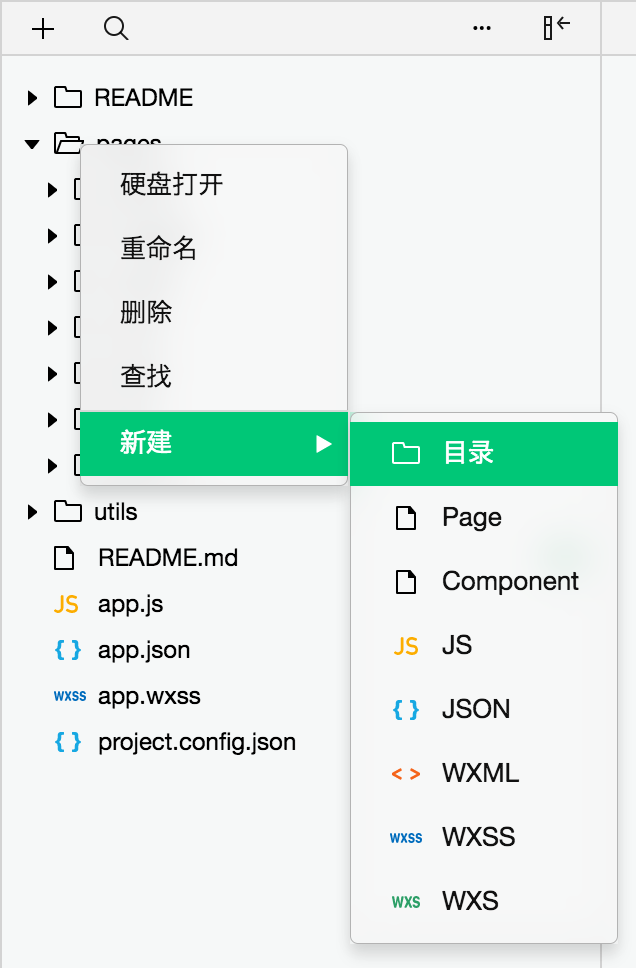 README
pages
硬盘打开
重命名
删除
查找
新建
目录
Page
Component
JS JS
{ } JSON
< > WXML
WXSS WXSS
WXS WXS
utils
README.md
JS app.js
{ } app.json
WXSS app.wxss
{ } project.config.json